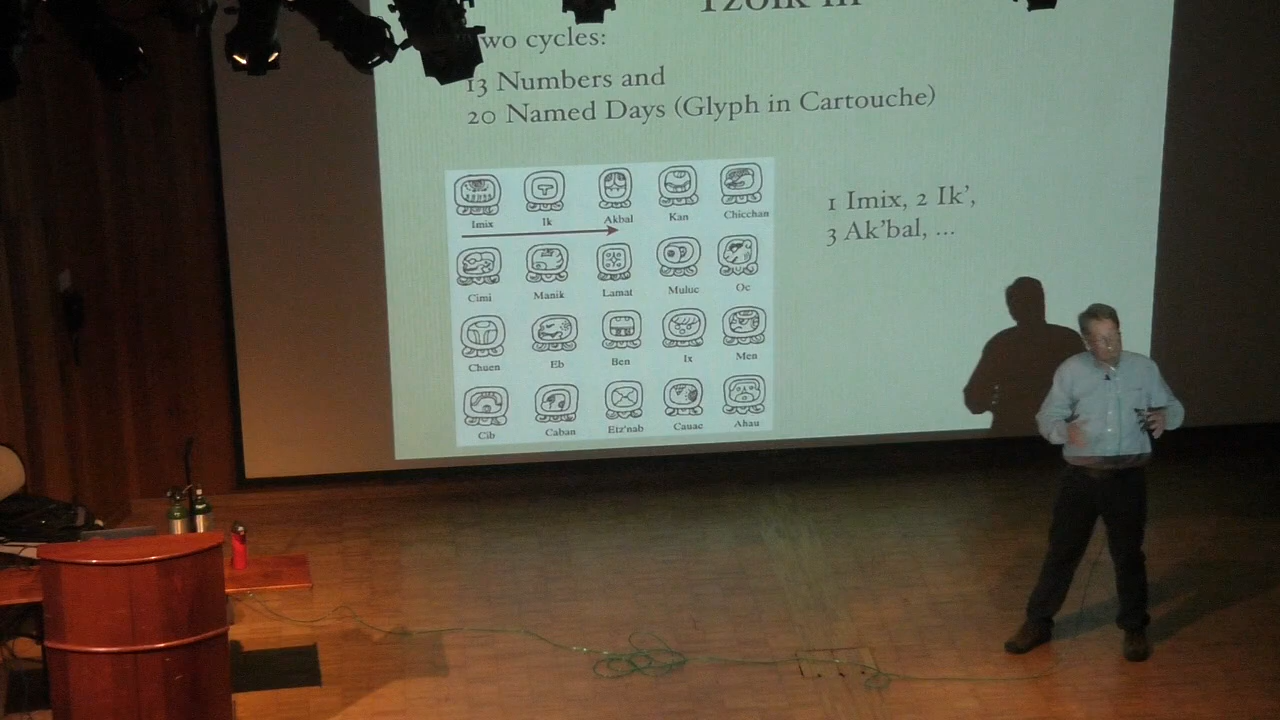 Tzolk'in
Two cycles:
13 Numbers and
20 Named Days (Glyph in Cartouche)
Imix Ik Akbal Kan Chicchan
Cimi Manik Lamat Muluc Oc
Chuen Eb Ben Ix Men
Cib Caban Etz'nab Cauac Ahau
1 Imix, 2 Ik',
3 Ak'bal, ...